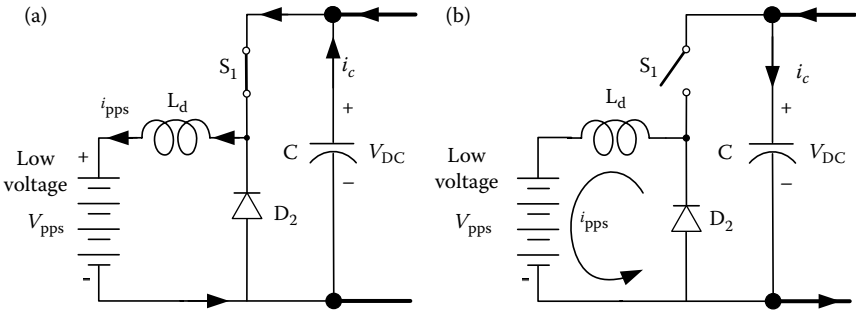 (a)
S1
ic
ipps
Ld
+
+
Low
voltage
C
VDC
−
Vpps
D2
-
(b)
S1
ic
Ld
+
+
Low
voltage
C
VDC
−
Vpps
ipps
D2
-